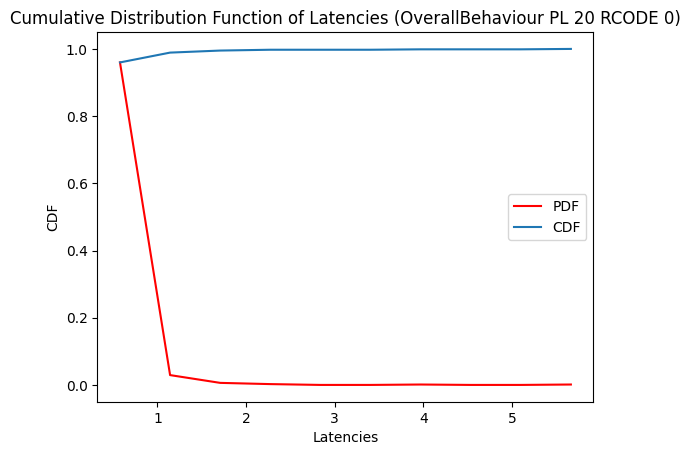 Cumulative Distribution Function of Latencies (OverallBehaviour PL 20 RCODE 0)
1.0
0.8
0.6
0.4
0.2
0.0
CDF
PDF
CDF
1 2 3 4 5
Latencies